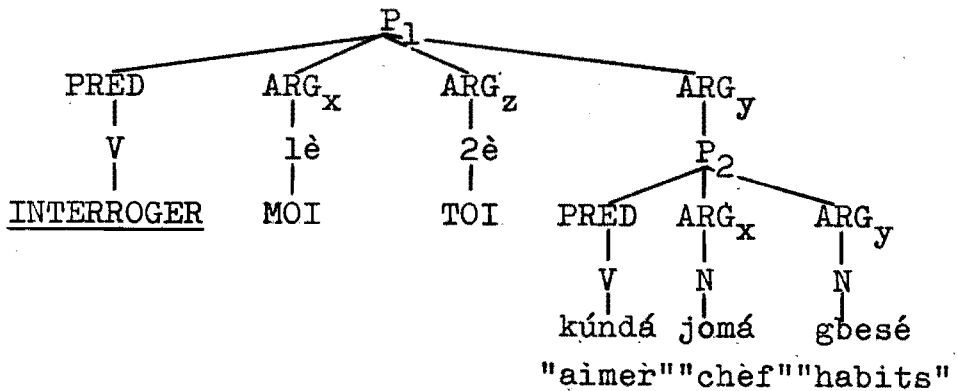 P1
PRED ARGx ARGz ARGy
V 1è 2è P2
INTERROGER MOI TOI PRED ARGx ARGy
V N N
kúndá jomá gbesé
"aimer""chef""habits"